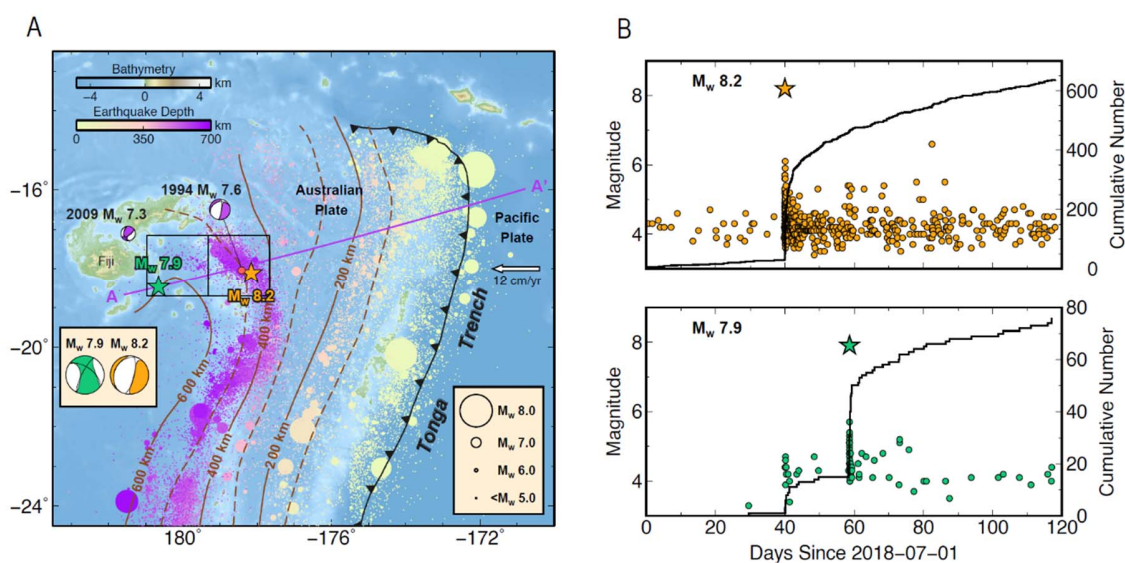 A
Bathymetry
km
−4 0 4
Earthquake Depth
km
0 350 700
−16°
−20°
−24°
180° −176° −172°
1994 Mw 7.6
2009 Mw 7.3
Fiji
Mw 7.9
A
Mw 8.2
Australian
Plate
A'
Pacific
Plate
12 cm/yr
Trench
Tonga
200 km
400 km
600 km
600 km
400 km
200 km
Mw 7.9 Mw 8.2
Mw 8.0
Mw 7.0
Mw 6.0
<Mw 5.0
B
Mw 8.2
Magnitude
8
6
4
Cumulative Number
600
500
400
300
200
100
0
Mw 7.9
Magnitude
8
6
4
Cumulative Number
80
60
40
20
0
0 20 40 60 80 100 120
Days Since 2018−07−01